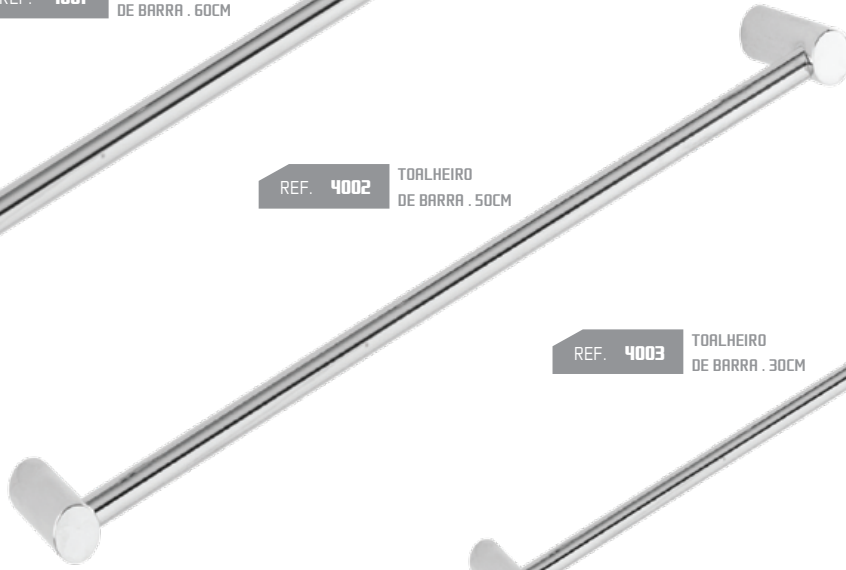 DE BARRA . 60CM
REF. 4002
TOALHEIRO
DE BARRA . 50CM
REF. 4003
TOALHEIRO
DE BARRA . 30CM